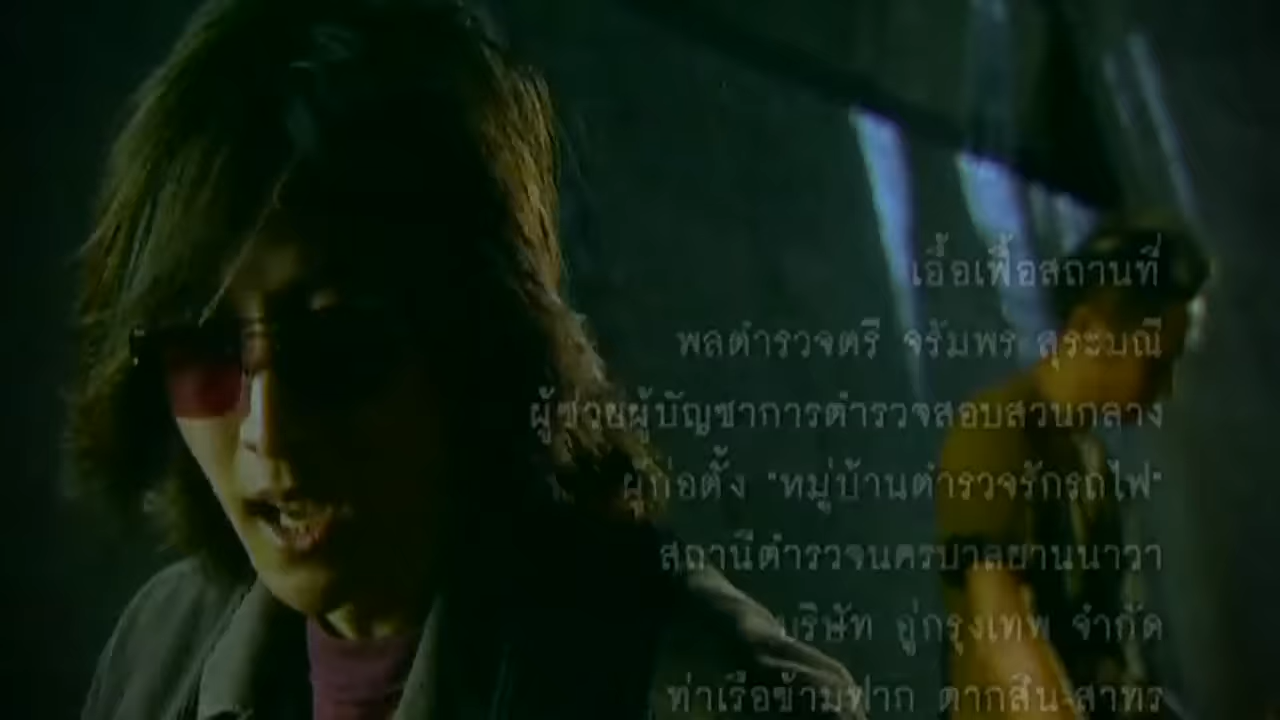 เอื้อเฟื้อสถานที่
พลตำรวจตรี จรัมพร สุระมณี
ผู้ช่วยผู้บัญชาการตำรวจสอบสวนกลาง
ผู้ก่อตั้ง "หมู่บ้านตำรวจรักรถไฟ"
สถานีตำรวจนครบาลยานนาวา
บริษัท อู่กรุงเทพ จำกัด
ท่าเรือข้ามฟาก ตากสิน-สาทร